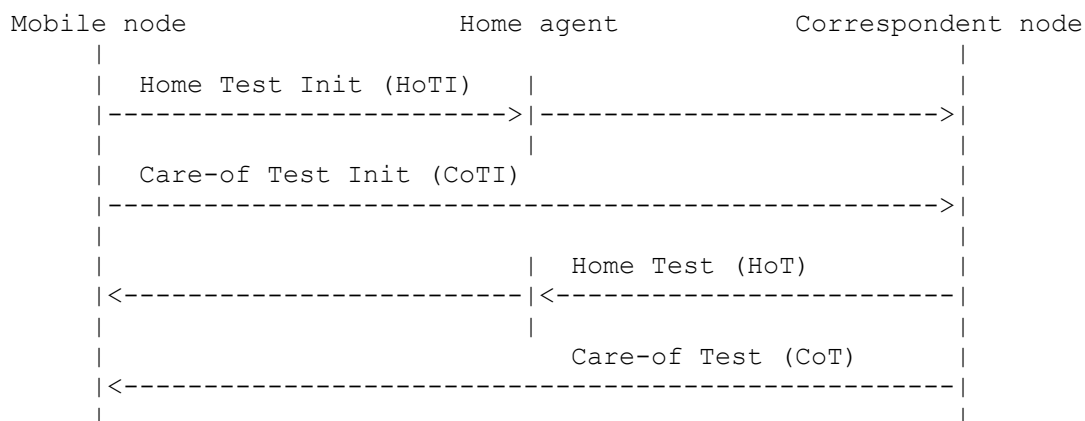 Mobile node Home agent Correspondent node
Home Test Init (HoTI)
Care-of Test Init (CoTI)
Home Test (HoT)
Care-of Test (CoT)